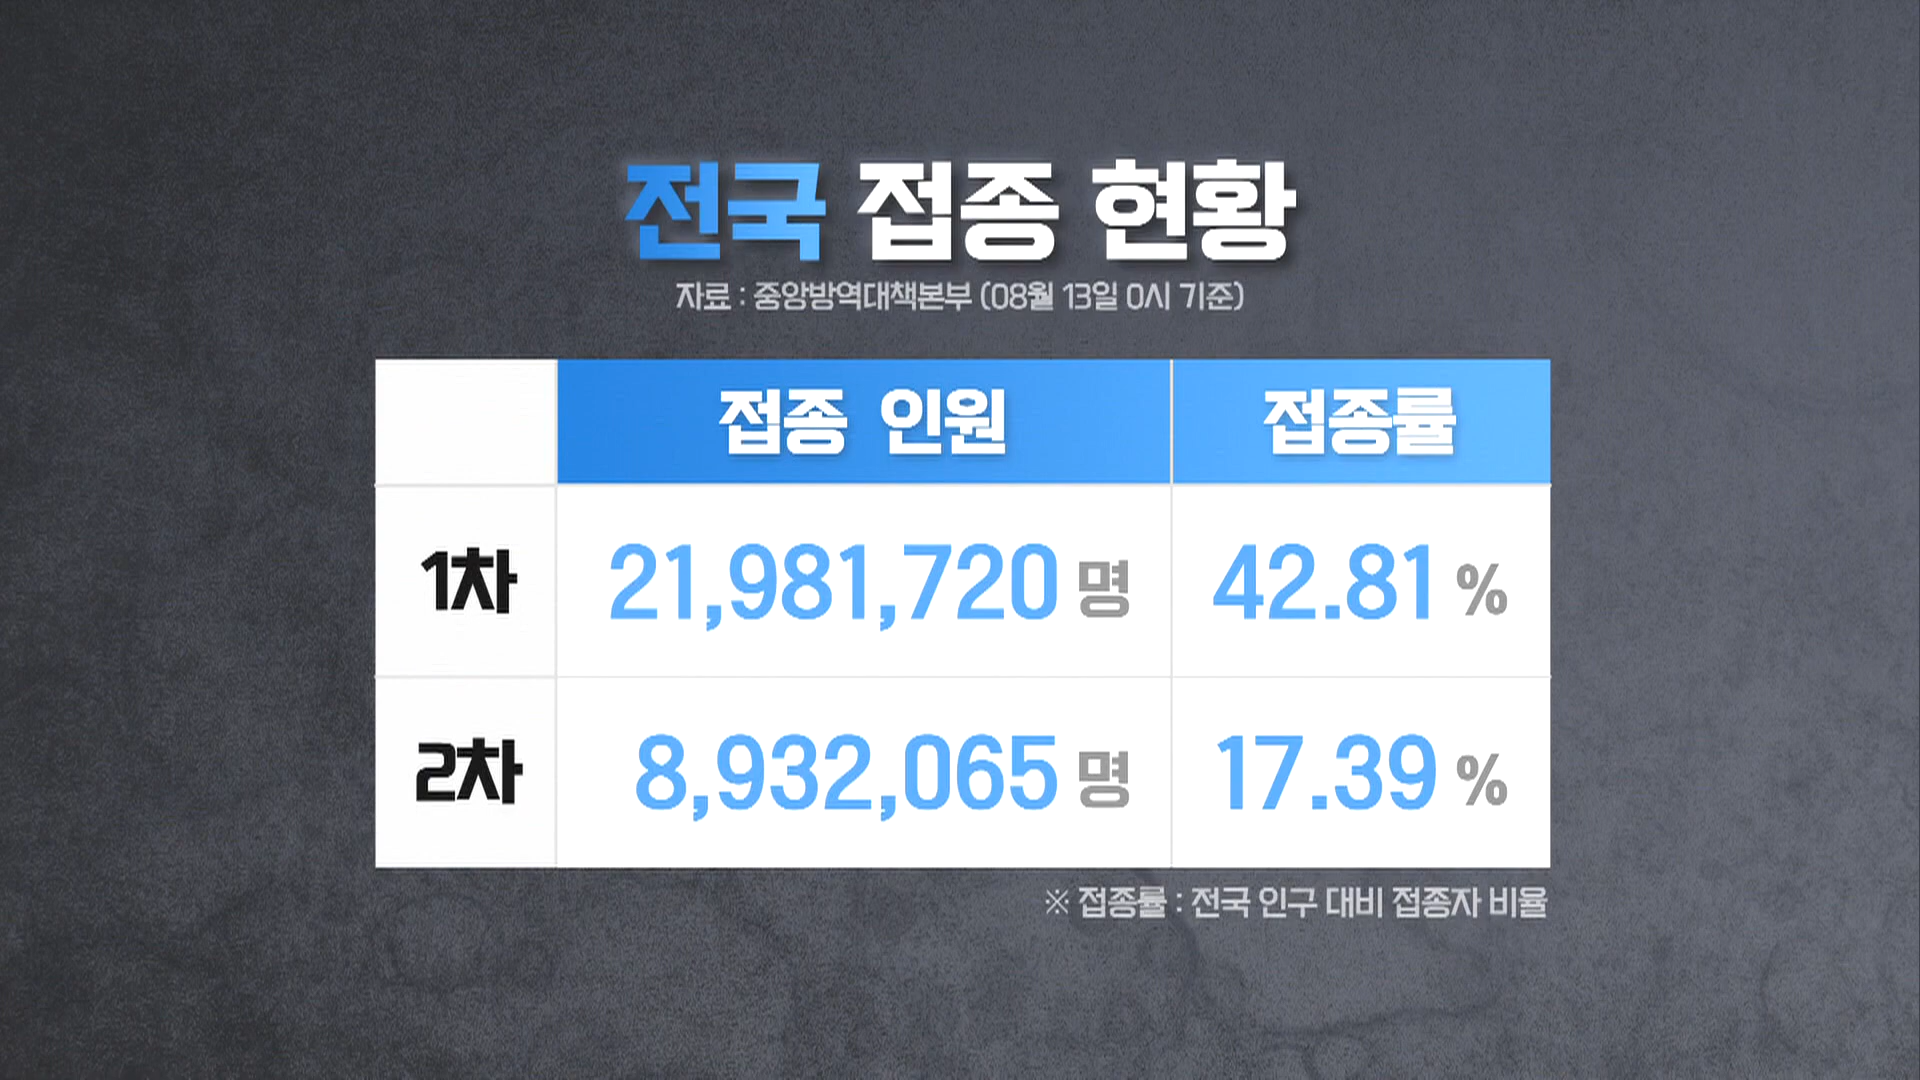 전국 접종 현황
자료 : 중앙방역대책본부 (08월 13일 0시 기준)
접종 인원 접종률
1차 21,981,720 명 42.81 %
2차 8,932,065 명 17.39 %
※ 접종률 : 전국 인구 대비 접종자 비율